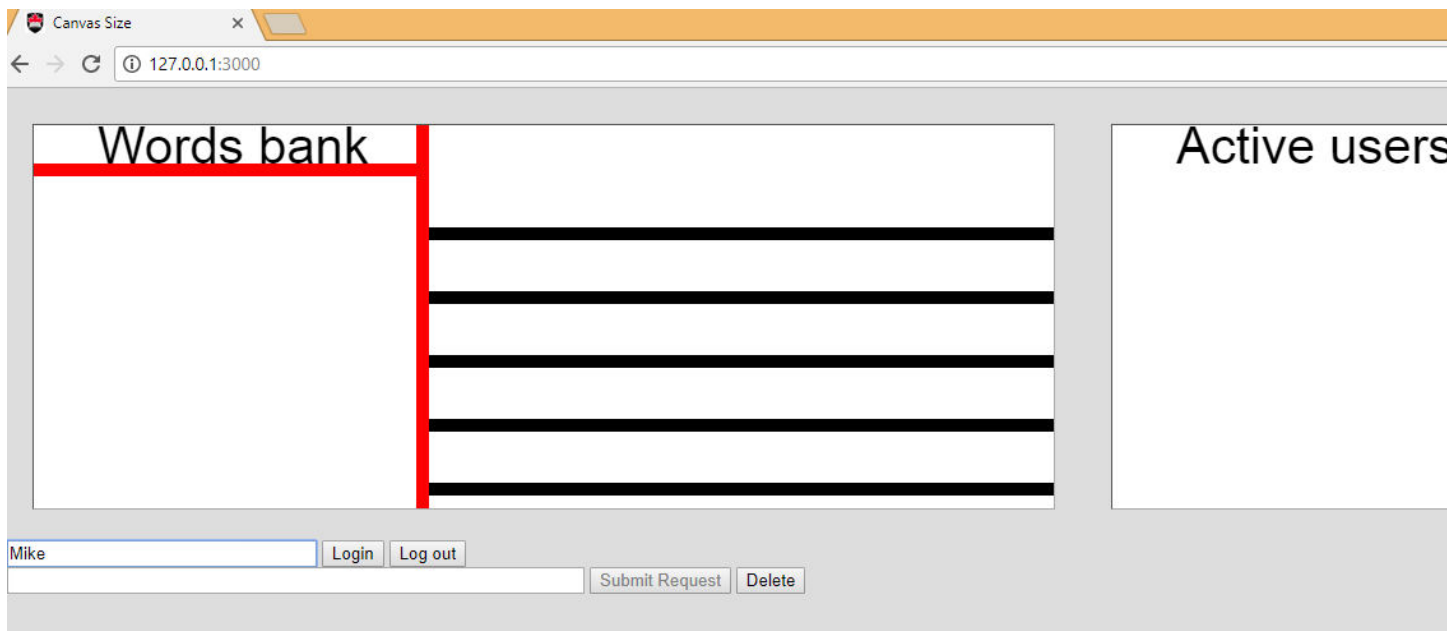 Canvas Size
127.0.0.1:3000
Words bank
Active users
Mike Login Log out
Submit Request Delete